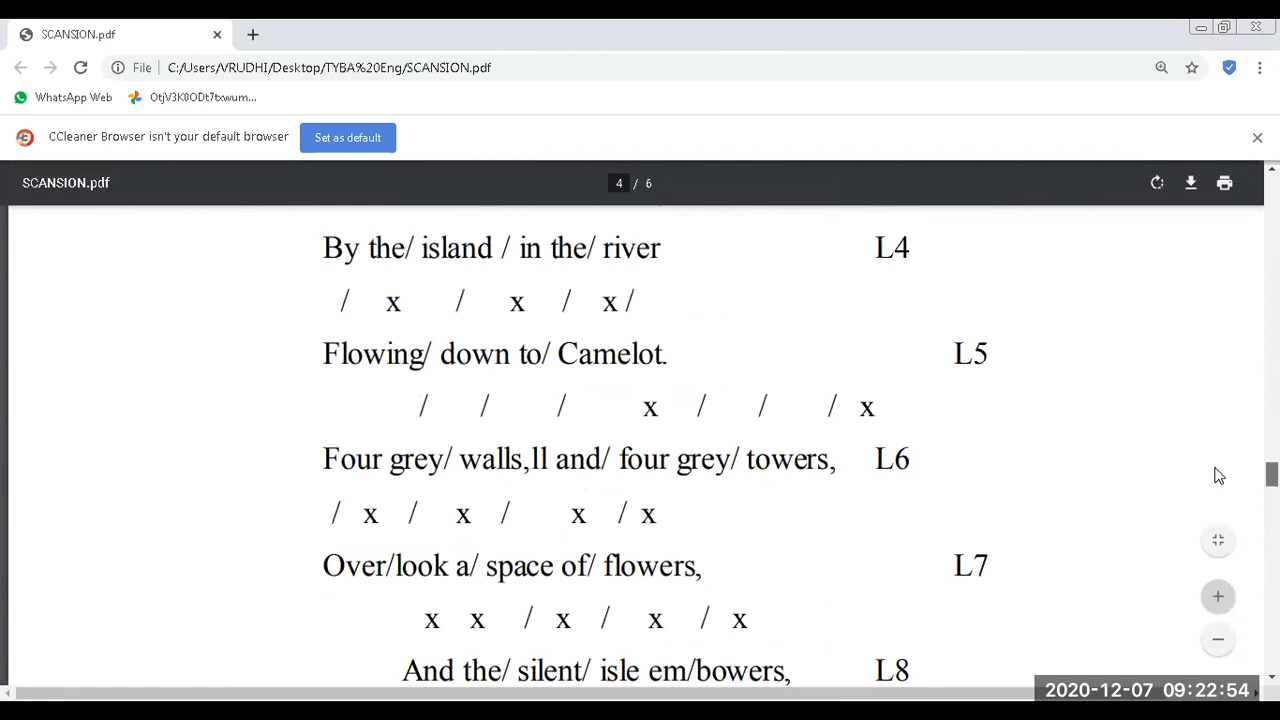 SCANSION.pdf
File C:/Users/VRUDHI/Desktop/TYBA%20Eng/SCANSION.pdf
WhatsApp Web OtjV3K0ODt7txwum...
CCleaner Browser isn't your default browser Set as default
SCANSION.pdf 4 / 6
By the/ island / in the/ river L4
/ x / x / x /
Flowing/ down to/ Camelot. L5
/ / / x / / / x
Four grey/ walls,ll and/ four grey/ towers, L6
/ x / x / x / x
Over/look a/ space of/ flowers, L7
x x / x / x / x
And the/ silent/ isle em/bowers, L8
2020-12-07 09:22:54